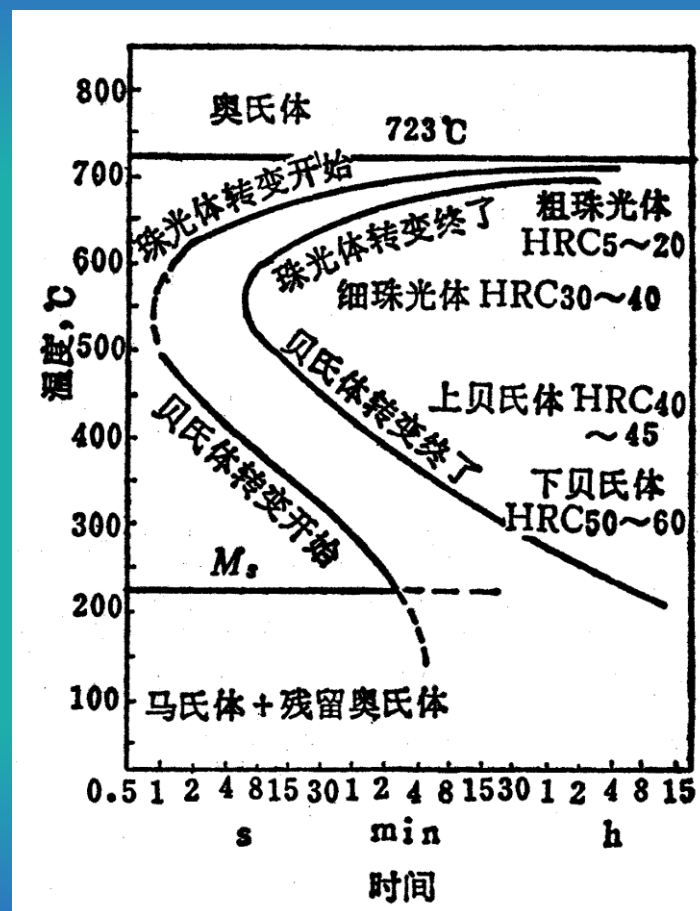 800
奥氏体
723℃
700
珠光体转变开始
珠光体转变终了
粗珠光体
HRC5~20
600
细珠光体 HRC30~40
温度,℃
500
贝氏体转变终了
上贝氏体 HRC40
~45
400
贝氏体转变开始
下贝氏体
HRC50~60
300
Ms
200
100
马氏体+残留奥氏体
0.5 1 2 4 8 15 30 1 2 4 8 15 30 1 2 8 15
s min h
时间